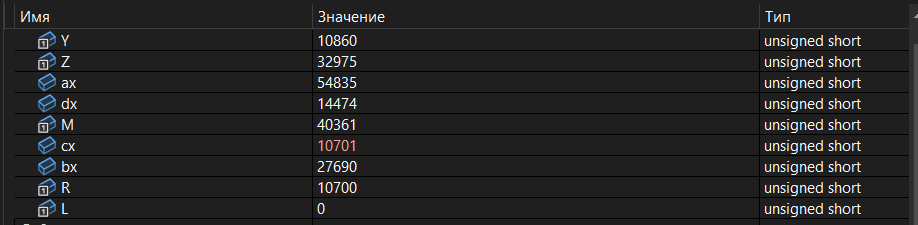 Имя Значение Тип
Y 10860 unsigned short
Z 32975 unsigned short
ax 54835 unsigned short
dx 14474 unsigned short
M 40361 unsigned short
cx 10701 unsigned short
bx 27690 unsigned short
R 10700 unsigned short
L 0 unsigned short